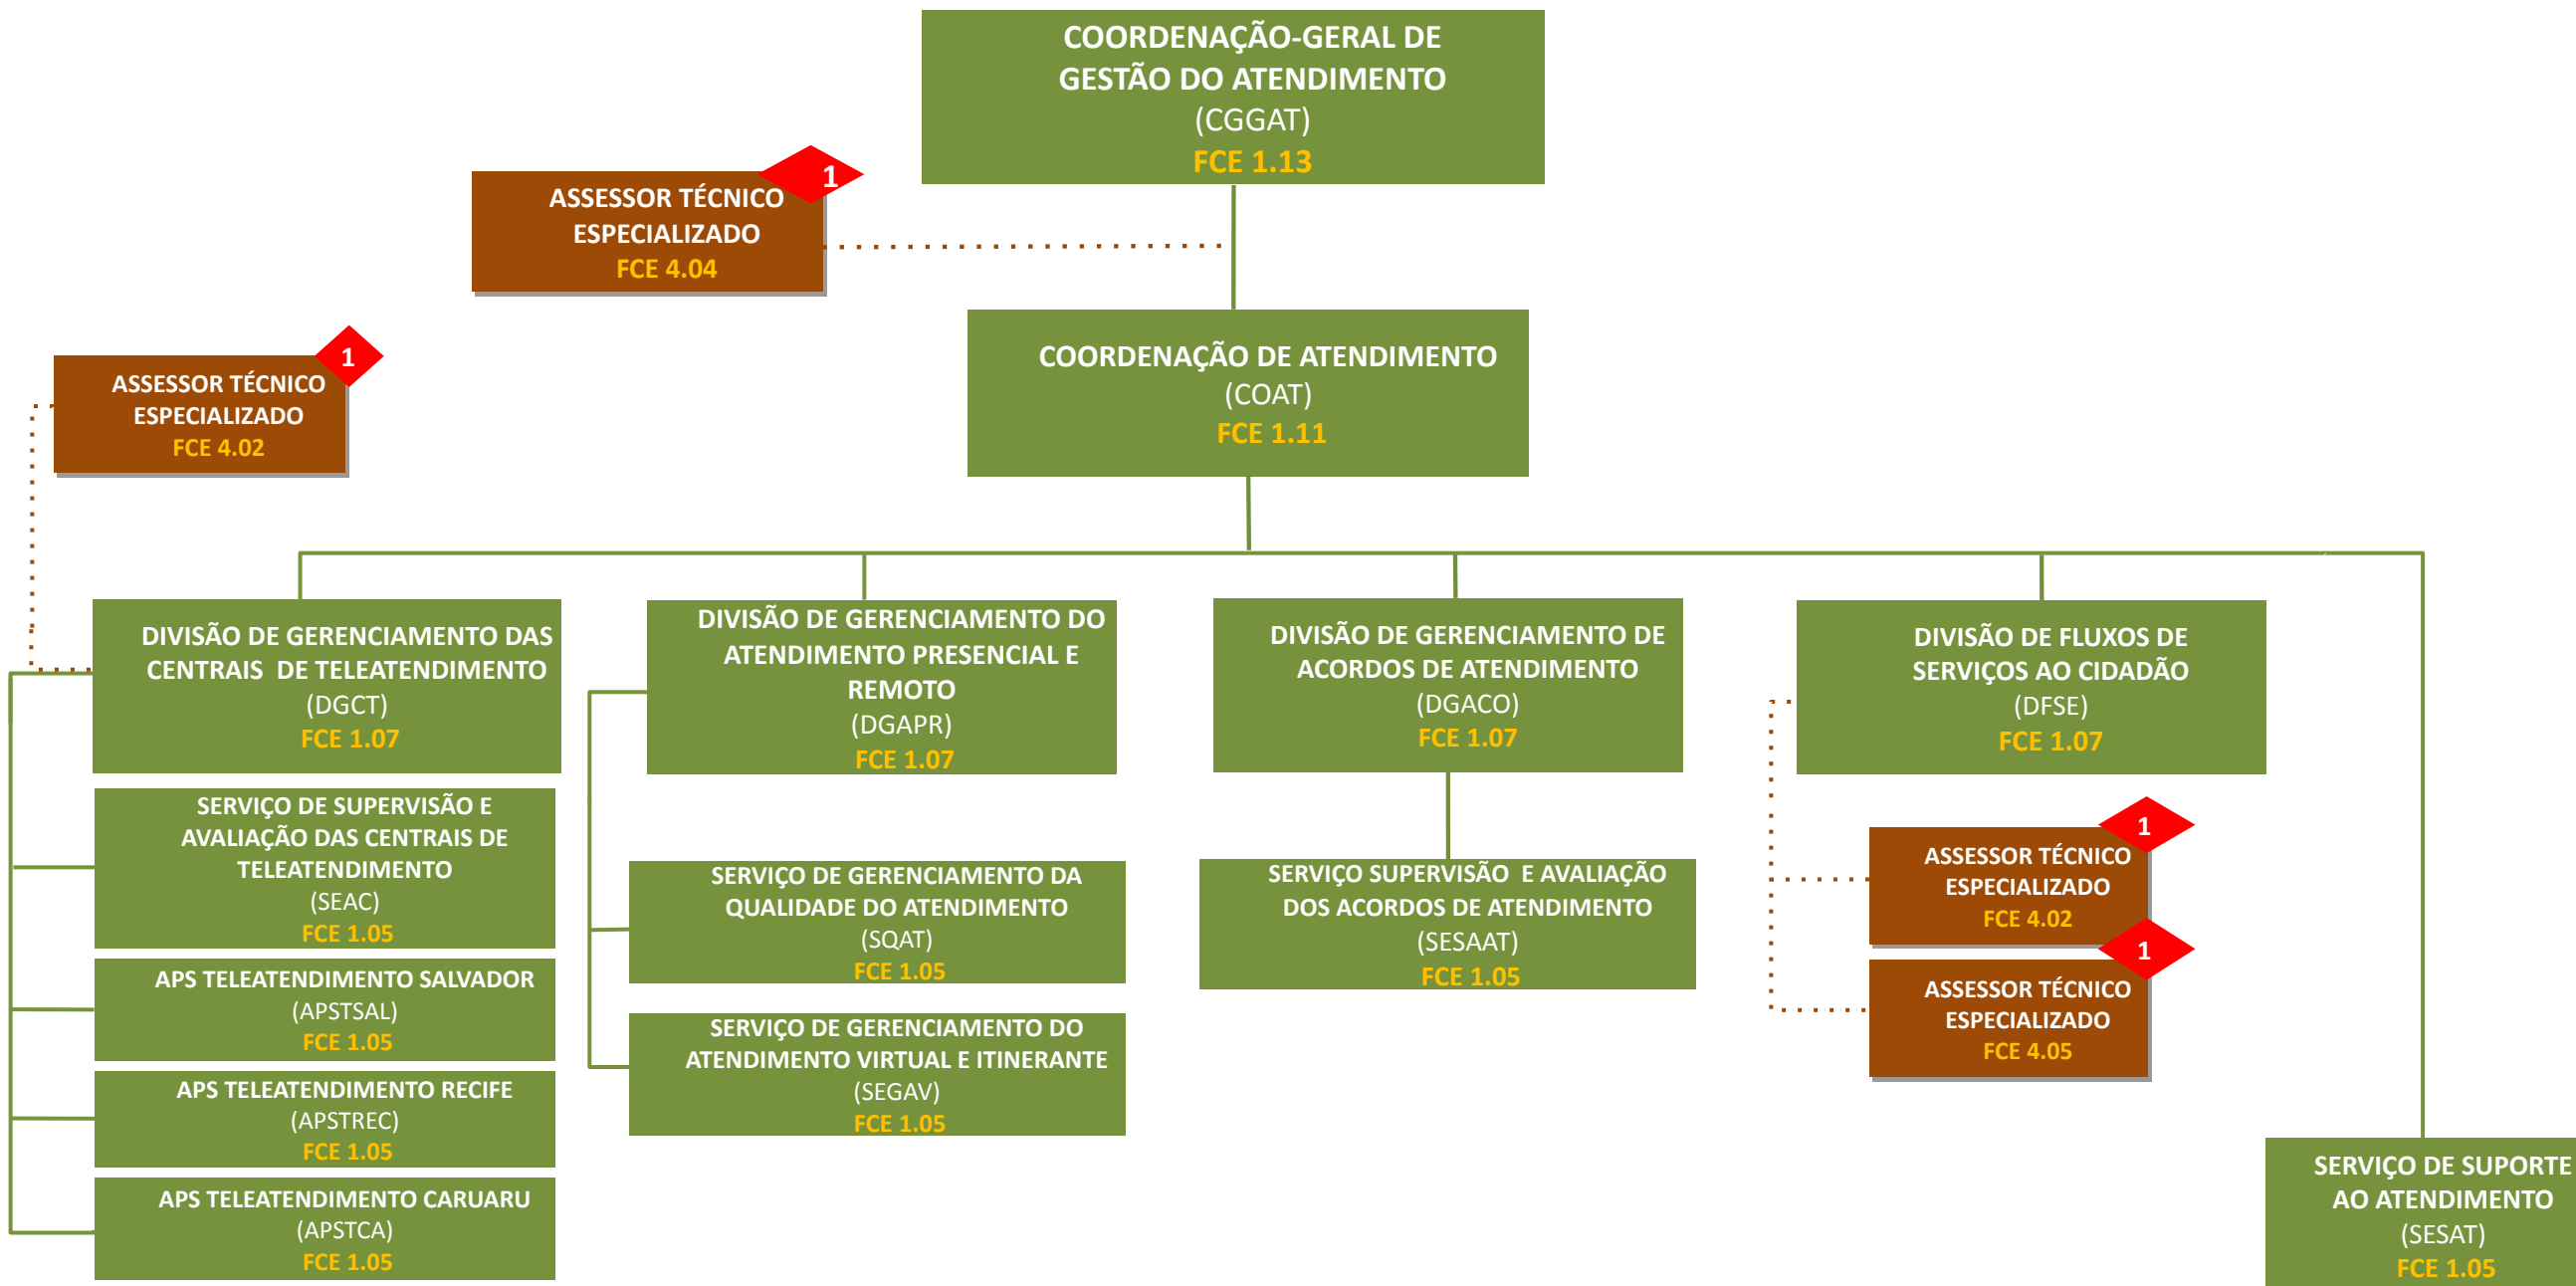 COORDENAÇÃO-GERAL DE
GESTÃO DO ATENDIMENTO
(CGGAT)
FCE 1.13
1
ASSESSOR TÉCNICO
ESPECIALIZADO
FCE 4.04
COORDENAÇÃO DE ATENDIMENTO
(COAT)
FCE 1.11
1
ASSESSOR TÉCNICO
ESPECIALIZADO
FCE 4.02
DIVISÃO DE GERENCIAMENTO DAS
CENTRAIS DE TELEATENDIMENTO
(DGCT)
FCE 1.07
SERVIÇO DE SUPERVISÃO E
AVALIAÇÃO DAS CENTRAIS DE
TELEATENDIMENTO
(SEAC)
FCE 1.05
APS TELEATENDIMENTO SALVADOR
(APSTSAL)
FCE 1.05
APS TELEATENDIMENTO RECIFE
(APSTREC)
FCE 1.05
APS TELEATENDIMENTO CARUARU
(APSTCA)
FCE 1.05
DIVISÃO DE GERENCIAMENTO DO
ATENDIMENTO PRESENCIAL E
REMOTO
(DGAPR)
FCE 1.07
SERVIÇO DE GERENCIAMENTO DA
QUALIDADE DO ATENDIMENTO
(SQAT)
FCE 1.05
SERVIÇO DE GERENCIAMENTO DO
ATENDIMENTO VIRTUAL E ITINERANTE
(SEGAV)
FCE 1.05
DIVISÃO DE GERENCIAMENTO DE
ACORDOS DE ATENDIMENTO
(DGACO)
FCE 1.07
SERVIÇO SUPERVISÃO E AVALIAÇÃO
DOS ACORDOS DE ATENDIMENTO
(SESAAT)
FCE 1.05
DIVISÃO DE FLUXOS DE
SERVIÇOS AO CIDADÃO
(DFSE)
FCE 1.07
1
ASSESSOR TÉCNICO
ESPECIALIZADO
FCE 4.02
1
ASSESSOR TÉCNICO
ESPECIALIZADO
FCE 4.05
SERVIÇO DE SUPORTE
AO ATENDIMENTO
(SESAT)
FCE 1.05